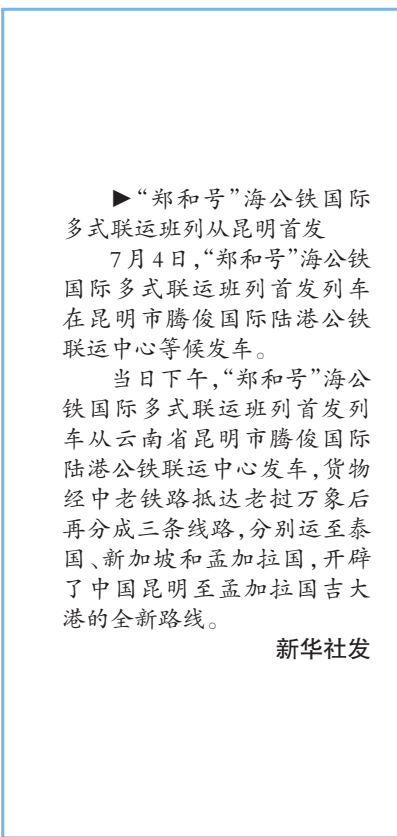 ▶“郑和号”海公铁国际
多式联运班列从昆明首发
7月4日,“郑和号”海公铁
国际多式联运班列首发列车
在昆明市腾俊国际陆港公铁
联运中心等候发车。
当日下午,“郑和号”海公
铁国际多式联运班列首发列
车从云南省昆明市腾俊国际
陆港公铁联运中心发车,货物
经中老铁路抵达老挝万象后
再分成三条线路,分别运至泰
国、新加坡和孟加拉国,开辟
了中国昆明至孟加拉国吉大
港的全新路线。
新华社发